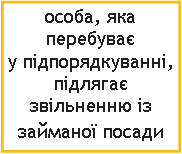 особа, яка
перебуває
у підпорядкуванні,
підлягає
звільненню із
займаної посади